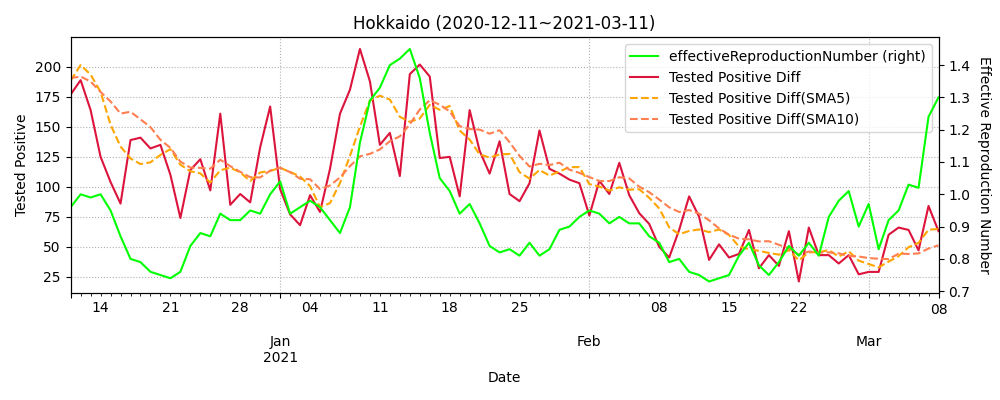 Hokkaido (2020-12-11~2021-03-11)
effectiveReproductionNumber (right)
Tested Positive Diff
Tested Positive Diff(SMA5)
Tested Positive Diff(SMA10)
Tested Positive
200
175
150
125
100
75
50
25
1.4
1.3
1.2
1.1
1.0
0.9
0.8
0.7
Effective Reproduction Number
14 21 28 04 11 18 25 08 15 22 08
Jan Feb Mar
2021
Date